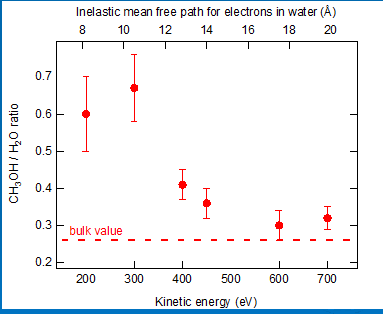 Inelastic mean free path for electrons in water (Å)
8 10 12 14 16 18 20
CH3OH / H2O ratio
0.7
0.6
0.5
0.4
0.3
0.2
bulk value
200 300 400 500 600 700
Kinetic energy (eV)